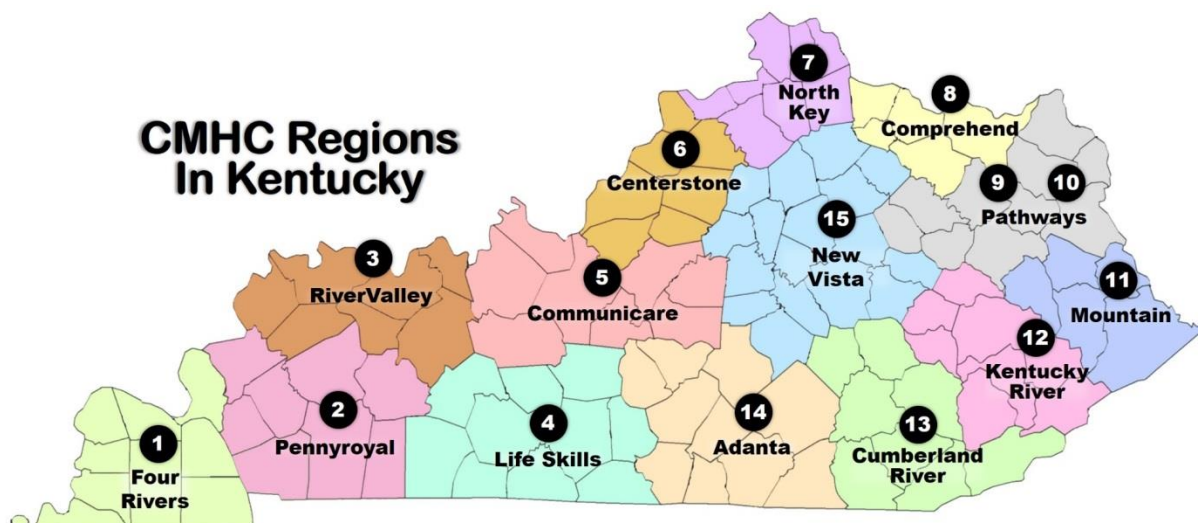 CMHC Regions
In Kentucky
7
North
Key
8
Comprehend
6
Centerstone
9
10
Pathways
15
New
Vista
3
RiverValley
5
Communicare
11
Mountain
12
Kentucky
River
2
Pennyroyal
4
Life Skills
14
Adanta
13
Cumberland
River
1
Four
Rivers